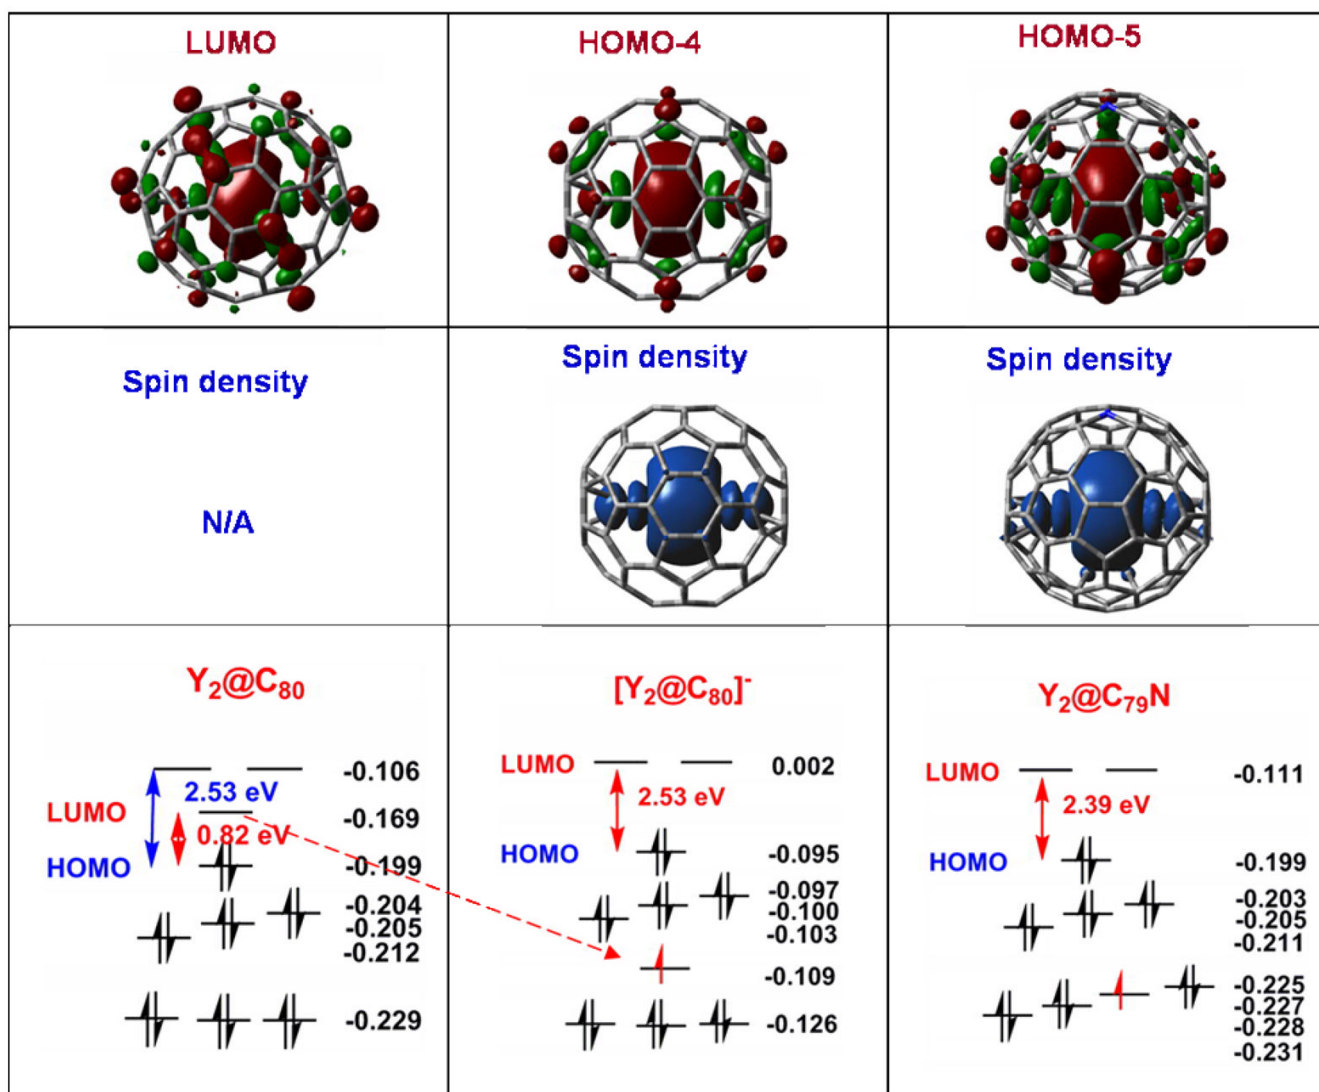 LUMO
HOMO-4
HOMO-5
Spin density
N/A
Spin density
Spin density
Y2@C80
-0.106
2.53 eV
LUMO
-0.169
0.82 eV
HOMO
-0.199
-0.204
-0.205
-0.212
-0.229
[Y2@C80]-
LUMO
0.002
2.53 eV
HOMO
-0.095
-0.097
-0.100
-0.103
-0.109
-0.126
Y2@C79N
LUMO
-0.111
2.39 eV
HOMO
-0.199
-0.203
-0.205
-0.211
-0.225
-0.227
-0.228
-0.231